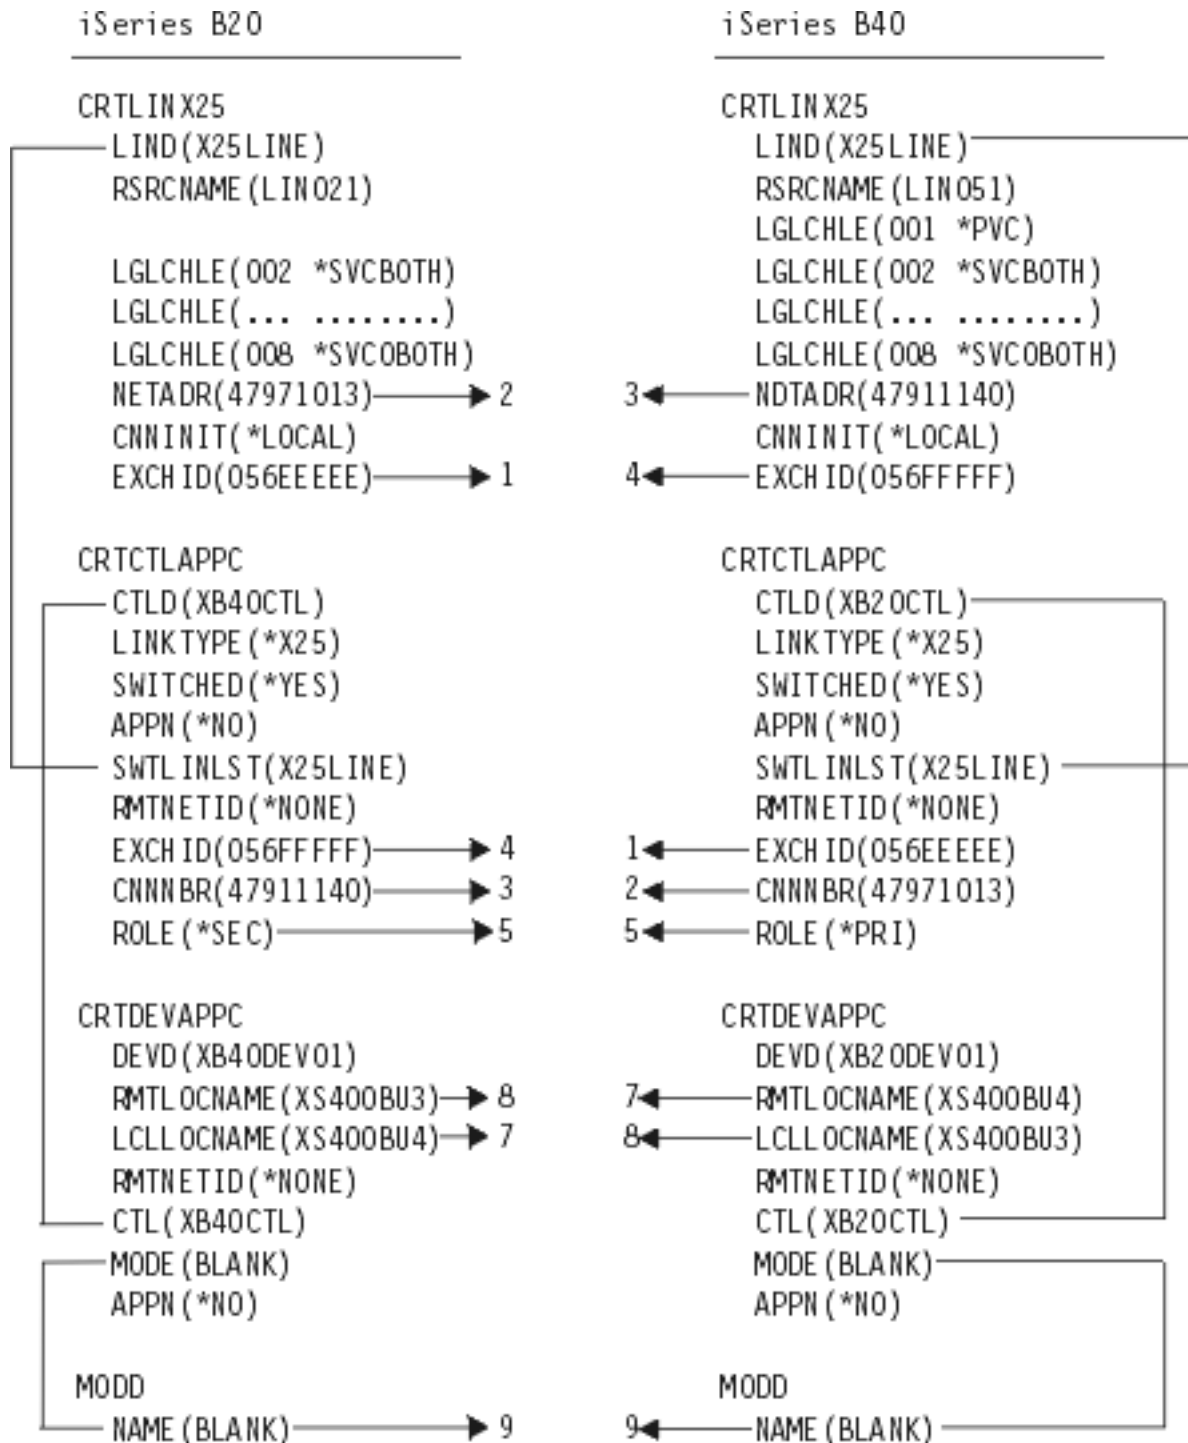 iSeries B20
CRTLINX25
LIND(X25LINE)
RSRCNAME(LIN021)
LGLCHLE(002 *SVCBOTH)
LGLCHLE(... ........)
LGLCHLE(008 *SVCOBOTH)
NETADR(47971013) 2
CNNINIT(*LOCAL)
EXCHID(056EEEEE) 1
CRTCTLAPPC
CTLD(XB40CTL)
LINKTYPE(*X25)
SWITCHED(*YES)
APPN(*NO)
SWTLINLST(X25LINE)
RMTNETID(*NONE)
EXCHID(056FFFFF) 4
CNNNBR(47911140) 3
ROLE(*SEC) 5
CRTDEVAPPC
DEVD(XB40DEV01)
RMTLOCNAME(XS400BU3) 8
LCLLOCNAME(XS400BU4) 7
RMTNETID(*NONE)
CTL(XB40CTL)
MODE(BLANK)
APPN(*NO)
MODD
NAME(BLANK) 9
iSeries B40
CRTLINX25
LIND(X25LINE)
RSRCNAME(LIN051)
LGLCHLE(001 *PVC)
LGLCHLE(002 *SVCBOTH)
LGLCHLE(... ........)
LGLCHLE(008 *SVCOBOTH)
3 NDTADR(47911140)
CNNINIT(*LOCAL)
4 EXCHID(056FFFFF)
CRTCTLAPPC
CTLD(XB20CTL)
LINKTYPE(*X25)
SWITCHED(*YES)
APPN(*NO)
SWTLINLST(X25LINE)
RMTNETID(*NONE)
1 EXCHID(056EEEEE)
2 CNNNBR(47971013)
5 ROLE(*PRI)
CRTDEVAPPC
DEVD(XB20DEV01)
7 RMTLOCNAME(XS400BU4)
8 LCLLOCNAME(XS400BU3)
RMTNETID(*NONE)
CTL(XB20CTL)
MODE(BLANK)
APPN(*NO)
MODD
9 NAME(BLANK)